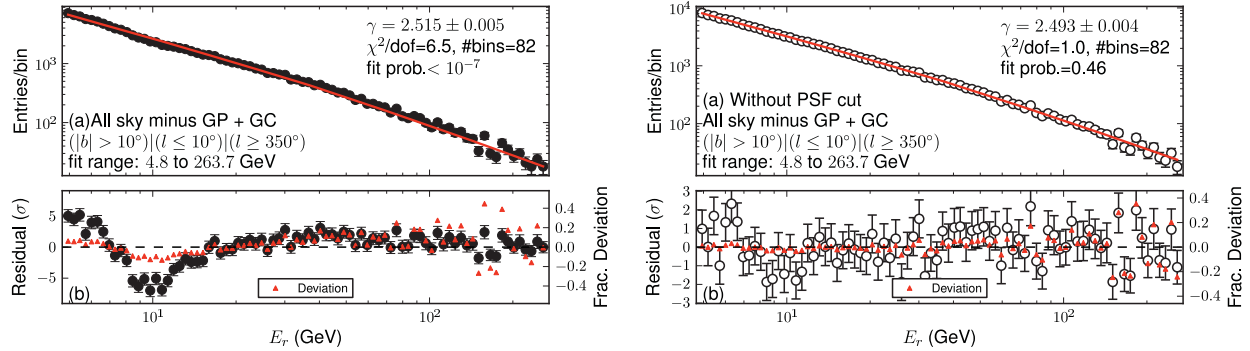 γ = 2.515 ± 0.005
χ²/dof=6.5, #bins=82
fit prob.< 10⁻⁷
Entries/bin
10³
10²
(a)All sky minus GP + GC
(|b| > 10°)|(l ≤ 10°)|(l ≥ 350°)
fit range: 4.8 to 263.7 GeV
Residual (σ)
5
0
−5
0.4
0.2
0.0
−0.2
−0.4
Frac. Deviation
(b)
Deviation
10¹
10²
E_r (GeV)
10⁴
γ = 2.493 ± 0.004
χ²/dof=1.0, #bins=82
fit prob.=0.46
Entries/bin
10³
10²
(a) Without PSF cut
All sky minus GP + GC
(|b| > 10°)|(l ≤ 10°)|(l ≥ 350°)
fit range: 4.8 to 263.7 GeV
Residual (σ)
3
2
1
0
−1
−2
−3
0.4
0.2
0.0
−0.2
−0.4
Frac. Deviation
(b)
Deviation
10¹
10²
E_r (GeV)